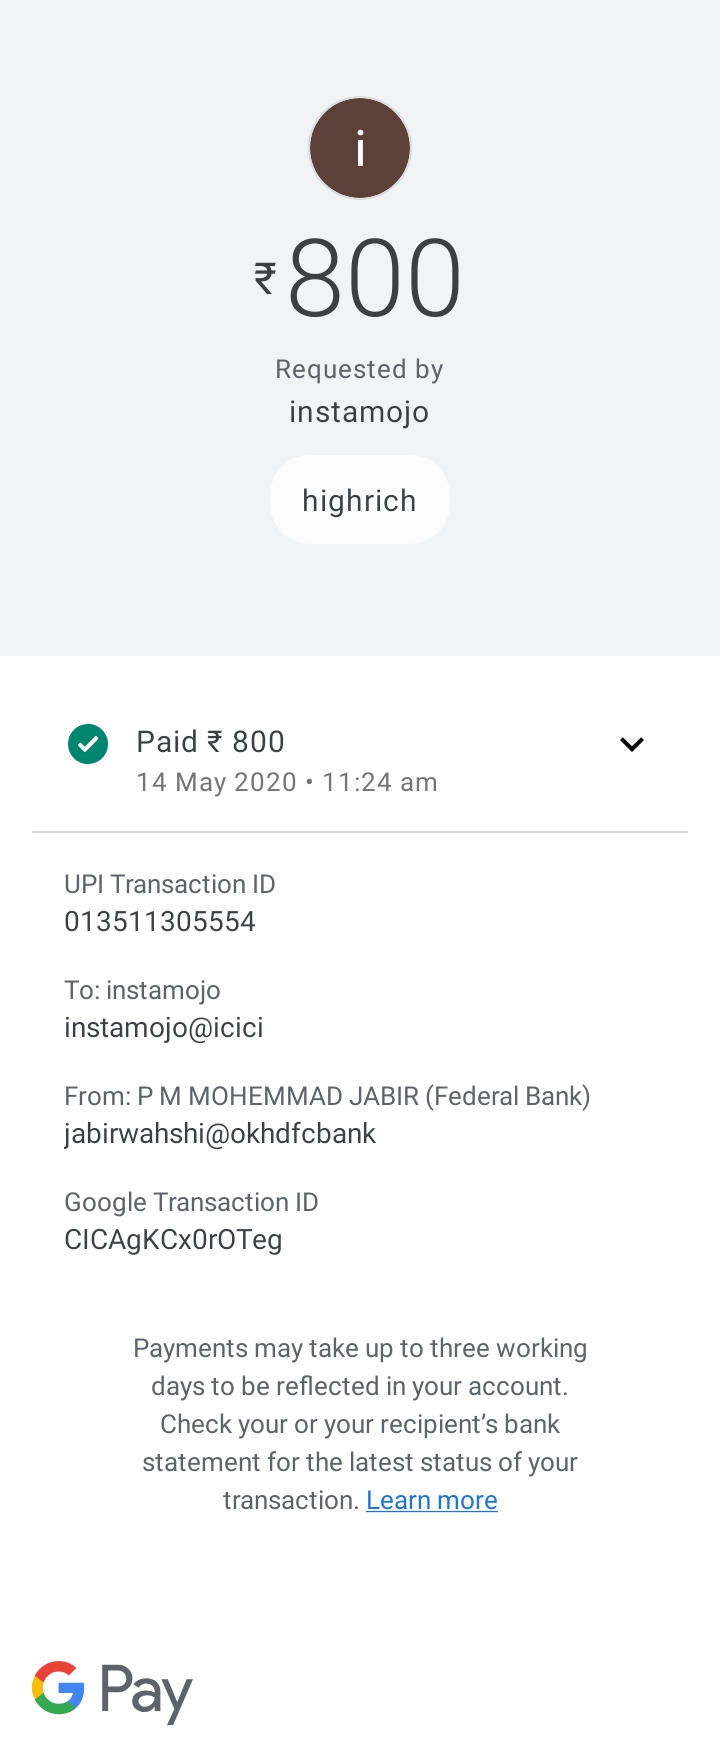 i
₹800
Requested by
instamojo
highrich
Paid ₹ 800
14 May 2020 • 11:24 am
UPI Transaction ID
013511305554
To: instamojo
instamojo@icici
From: P M MOHEMMAD JABIR (Federal Bank)
jabirwahshi@okhdfcbank
Google Transaction ID
CICAgKCx0rOTeg
Payments may take up to three working
days to be reflected in your account.
Check your or your recipient’s bank
statement for the latest status of your
transaction. Learn more
G Pay